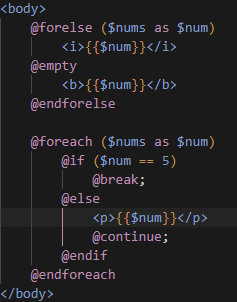 <body>
    @forelse ($nums as $num)
        <i>{{$num}}</i>
    @empty
        <b>{{$num}}</b>
    @endforelse

    @foreach ($nums as $num)
        @if ($num == 5)
            @break;
        @else
            <p>{{$num}}</p>
            @continue;
        @endif
    @endforeach
</body>